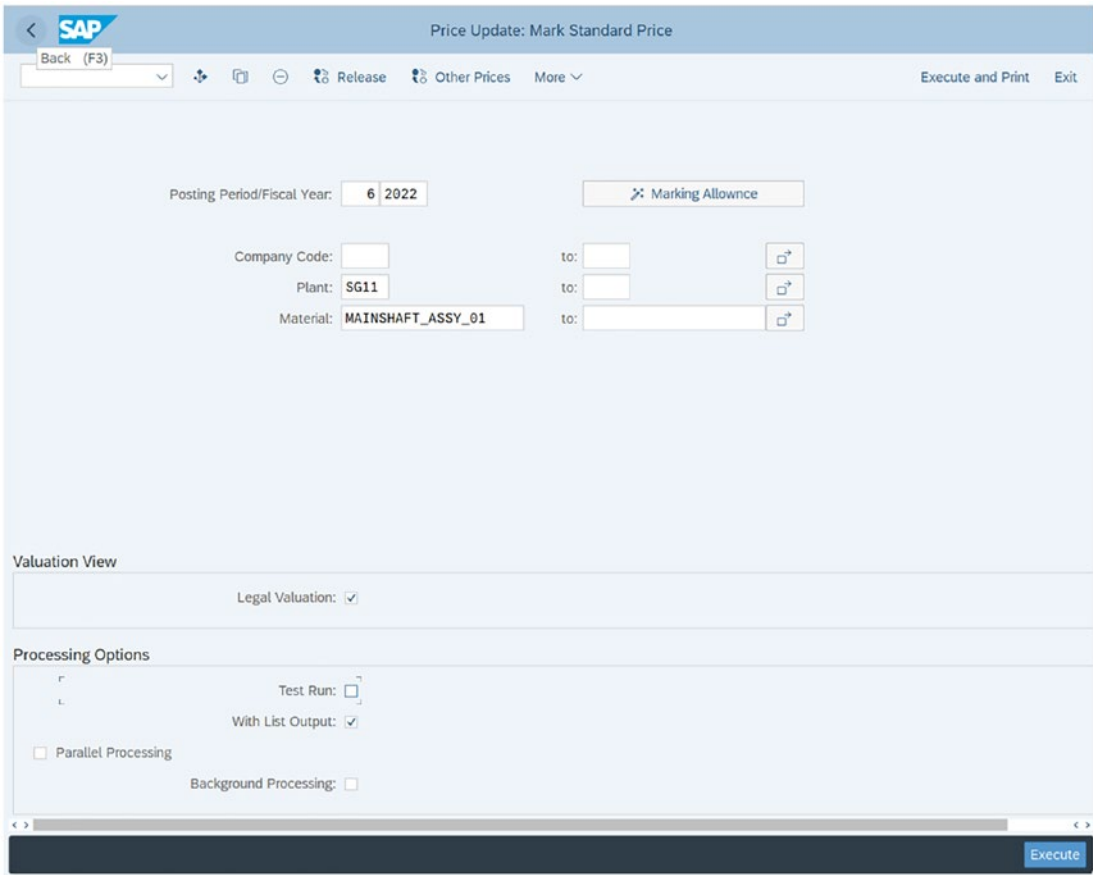 SAP
Price Update: Mark Standard Price
Back (F3)
Release Other Prices More Execute and Print Exit
Posting Period/Fiscal Year: 6 2022 Marking Allownce
Company Code: to:
Plant: SG11 to:
Material: MAINSHAFT_ASSY_01 to:
Valuation View
Legal Valuation:
Processing Options
Test Run:
With List Output:
Parallel Processing
Background Processing:
Execute